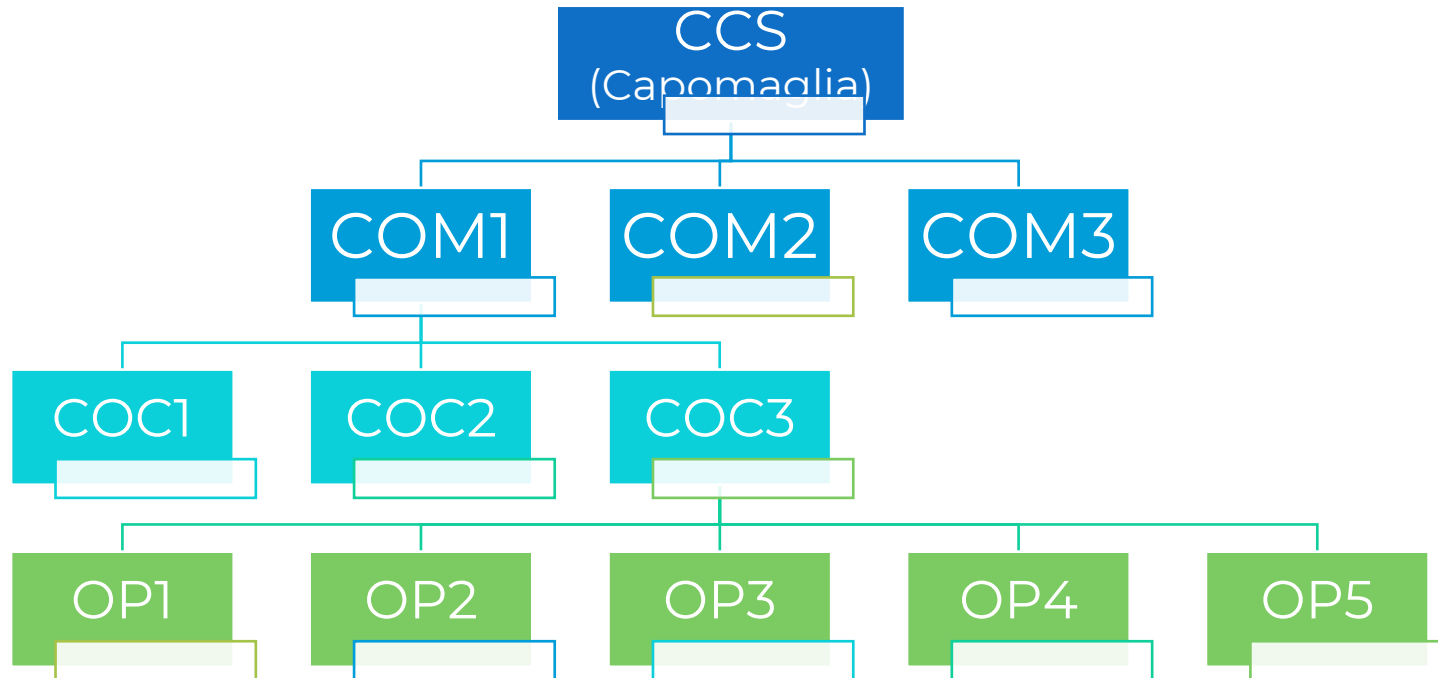 CCS
(Capomaglia)
COM1
COM2
COM3
COC1
COC2
COC3
OP1
OP2
OP3
OP4
OP5